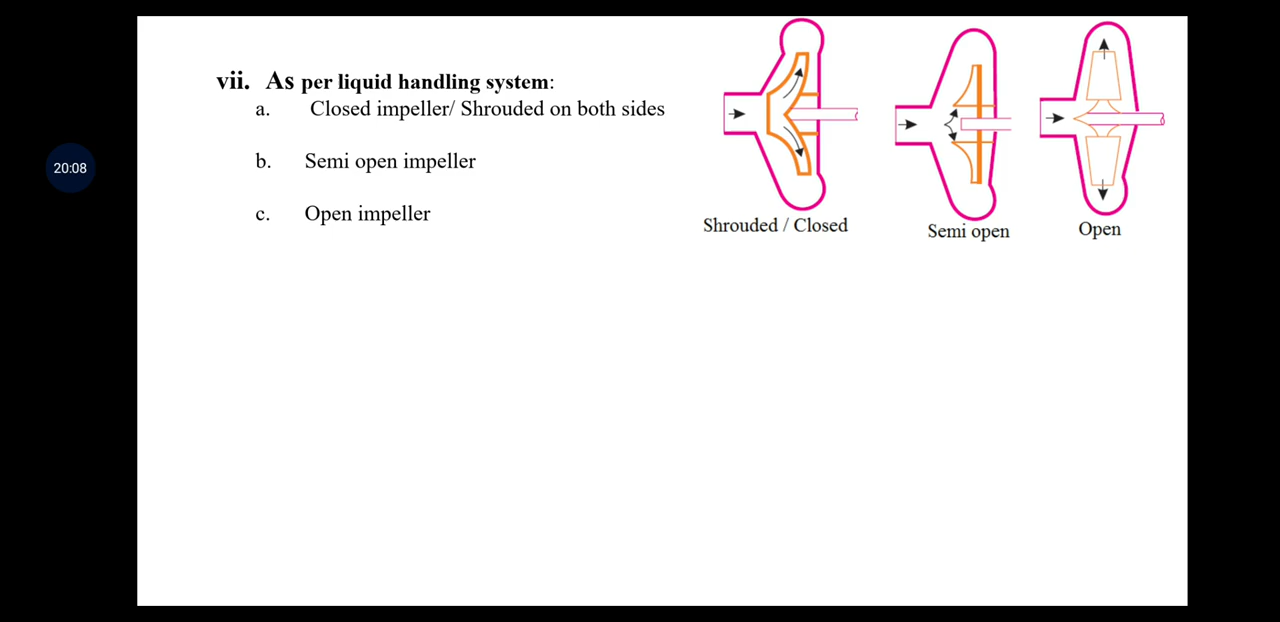 vii. As per liquid handling system:
a. Closed impeller/ Shrouded on both sides
b. Semi open impeller
c. Open impeller
Shrouded / Closed
Semi open
Open
20:08